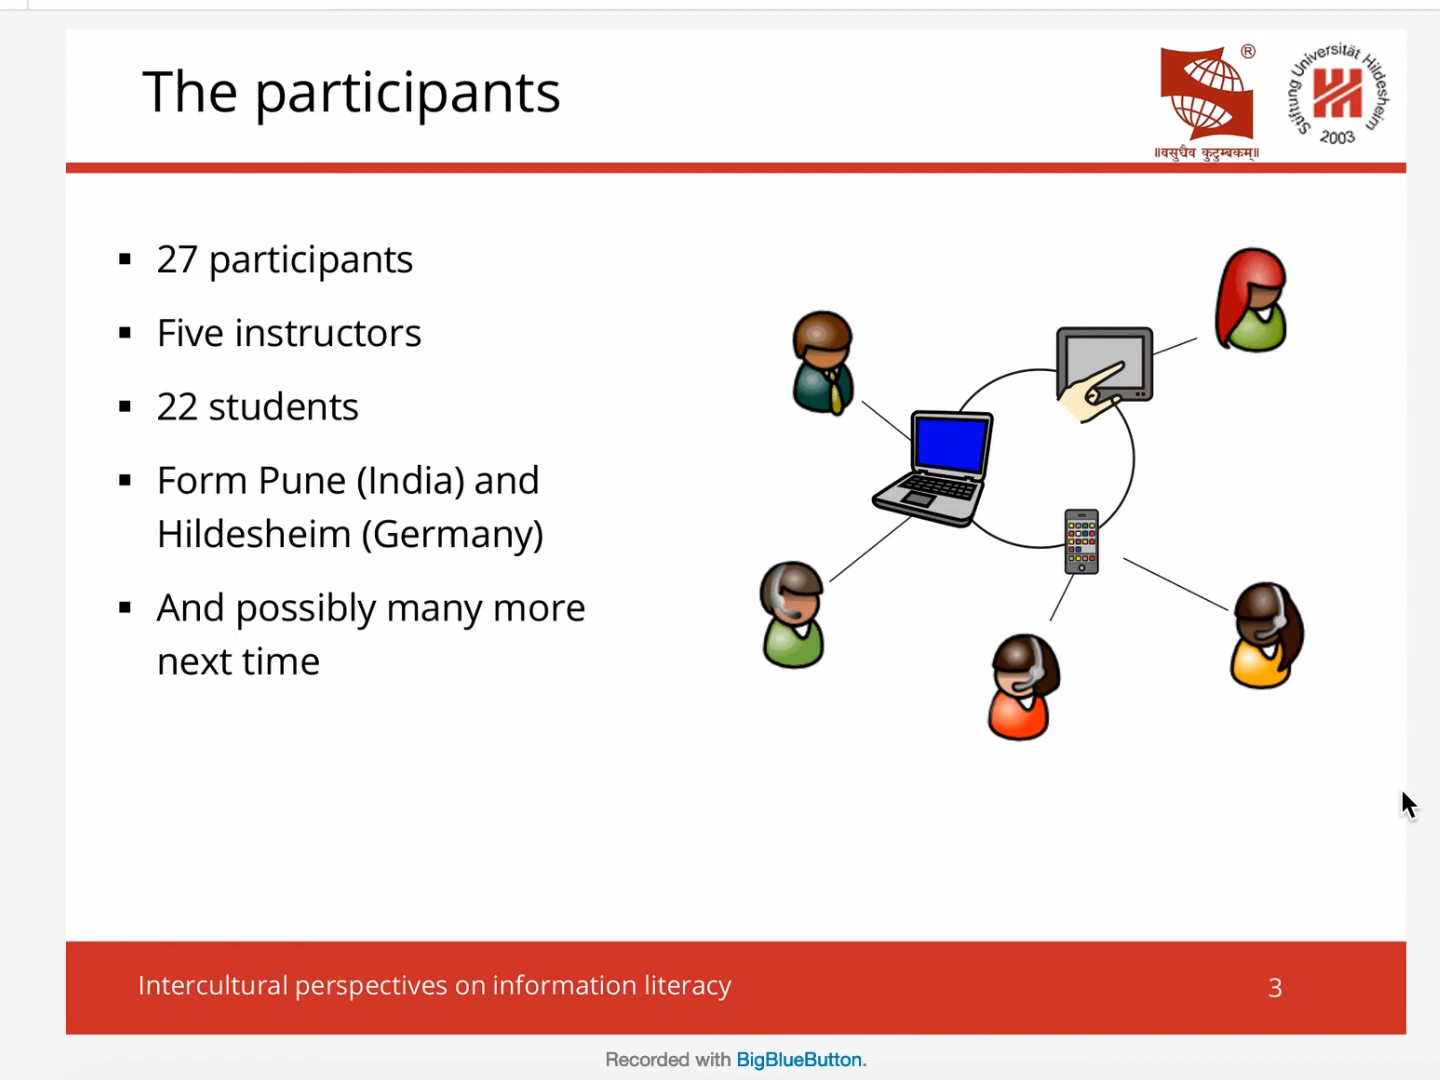 The participants
®
॥वसुधैव कुटुम्बकम्॥
Stiftung Universität Hildesheim
2003
27 participants
Five instructors
22 students
Form Pune (India) and
Hildesheim (Germany)
And possibly many more
next time
Intercultural perspectives on information literacy
3
Recorded with BigBlueButton.